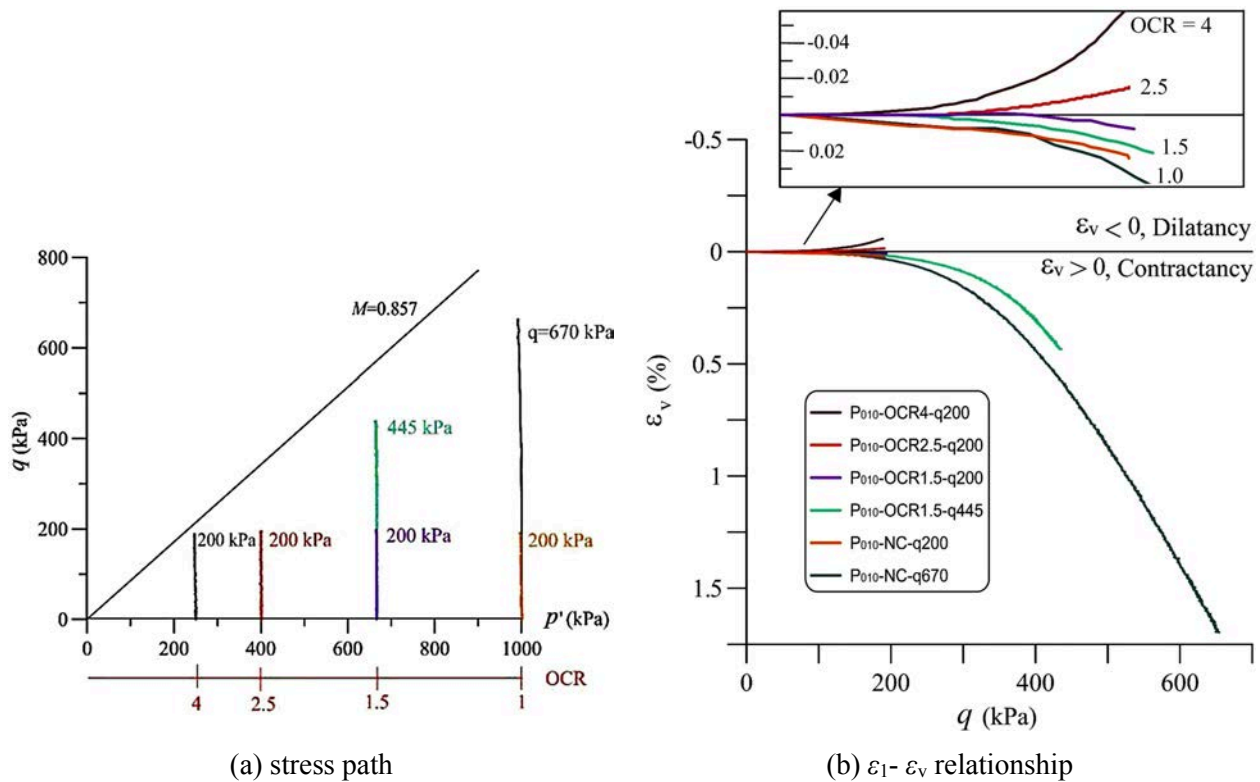 800
600
400
200
0
q (kPa)
M=0.857
q=670 kPa
445 kPa
200 kPa
200 kPa
200 kPa
200 kPa
p' (kPa)
0
200
400
600
800
1000
OCR
4
2.5
1.5
1
(a) stress path
-0.04
-0.02
0.02
OCR = 4
2.5
1.5
1.0
-0.5
0
0.5
1
1.5
εv (%)
εv < 0, Dilatancy
εv > 0, Contractancy
P010-OCR4-q200
P010-OCR2.5-q200
P010-OCR1.5-q200
P010-OCR1.5-q445
P010-NC-q200
P010-NC-q670
0
200
400
600
q (kPa)
(b) ε1- εv relationship